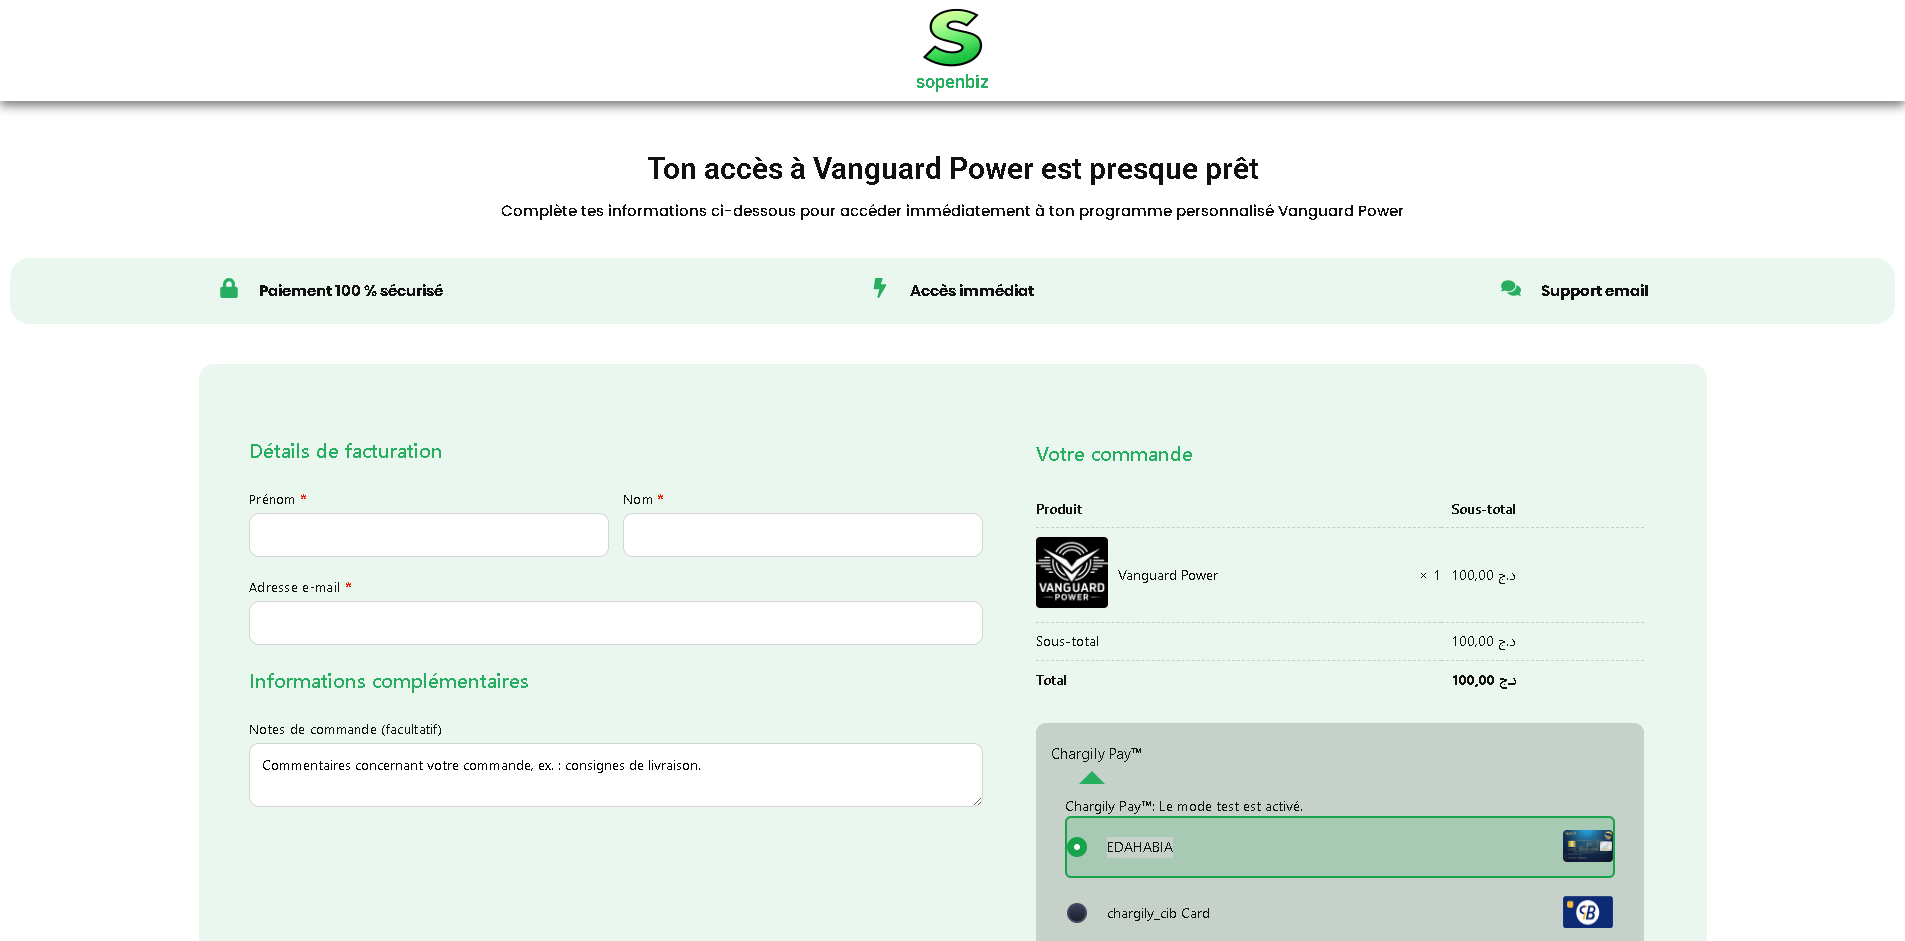 S
sopenbiz
Ton accès à Vanguard Power est presque prêt
Complète tes informations ci-dessous pour accéder immédiatement à ton programme personnalisé Vanguard Power
Paiement 100 % sécurisé
Accès immédiat
Support email
Détails de facturation
Prénom *
Nom *
Adresse e-mail *
Informations complémentaires
Notes de commande (facultatif)
Commentaires concernant votre commande, ex. : consignes de livraison.
Votre commande
Produit Sous-total
VANGUARD
POWER
Vanguard Power × 1 100,00 د.ج
Sous-total 100,00 د.ج
Total 100,00 د.ج
Chargily Pay™
Chargily Pay™: Le mode test est activé.
EDAHABIA
chargily_cib Card